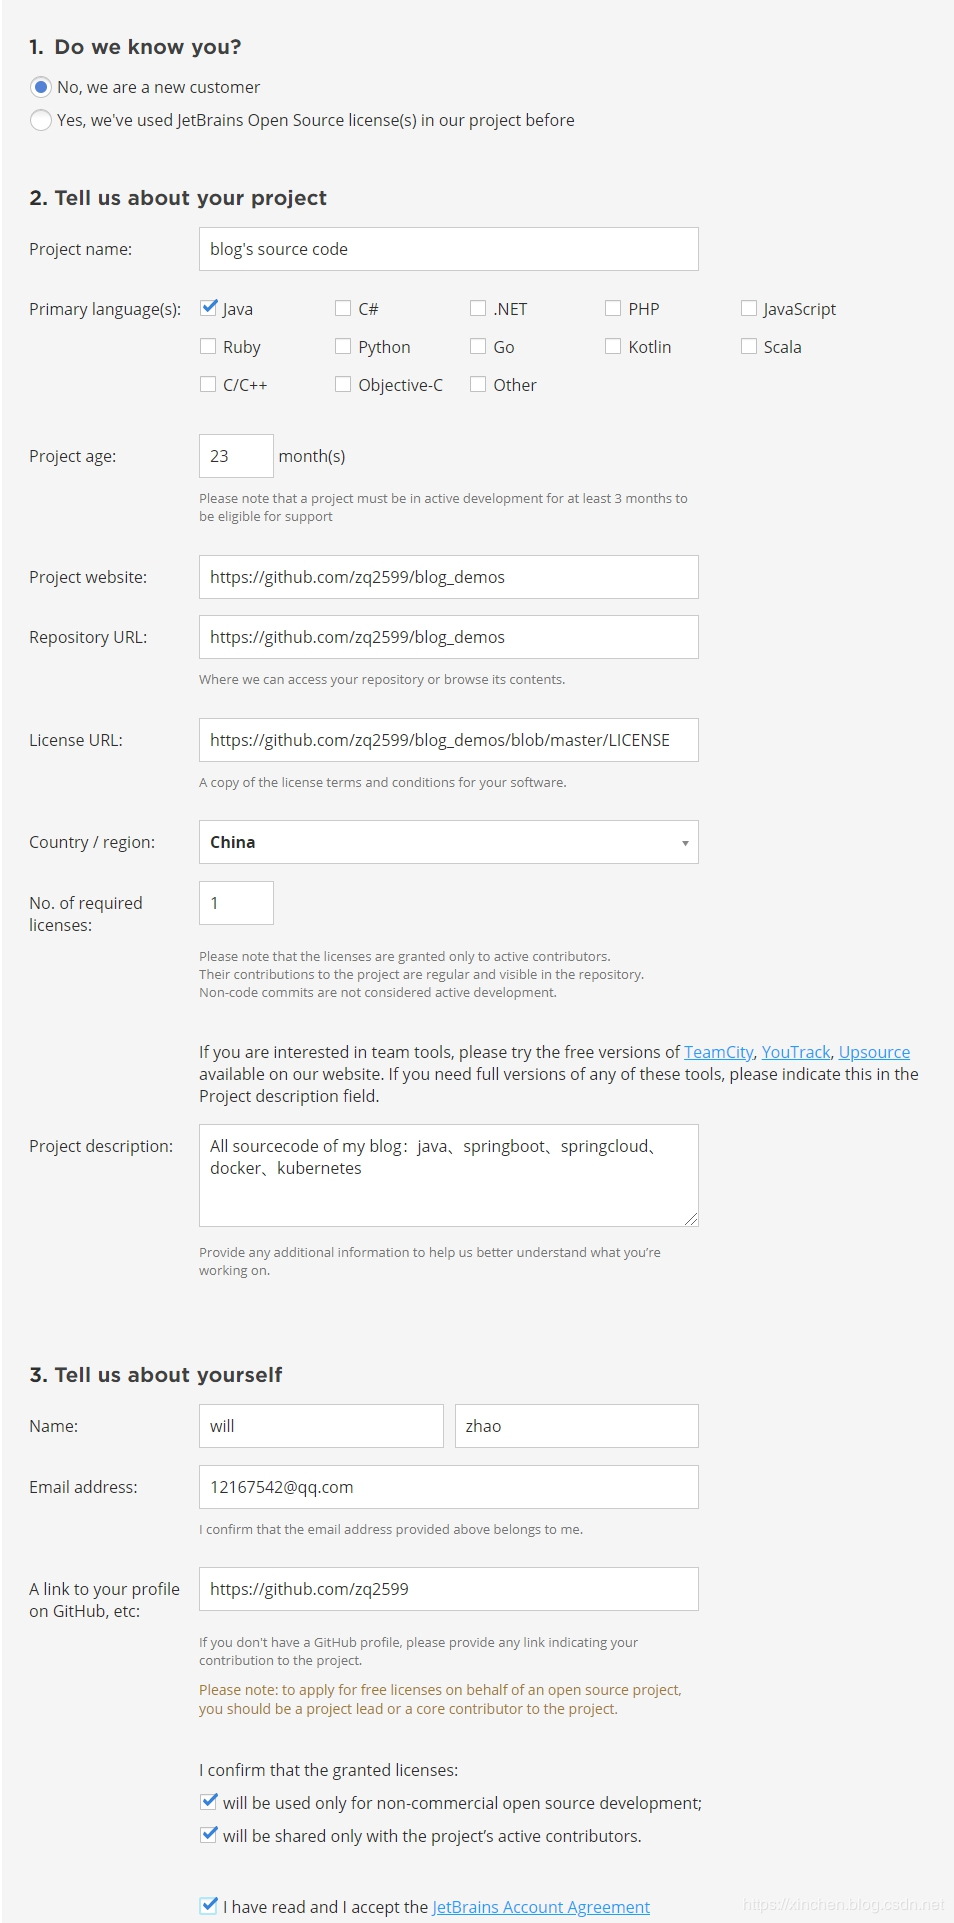 1. Do we know you?
No, we are a new customer
Yes, we've used JetBrains Open Source license(s) in our project before
2. Tell us about your project
Project name:
blog's source code
Primary language(s):
Java
C#
.NET
PHP
JavaScript
Ruby
Python
Go
Kotlin
Scala
C/C++
Objective-C
Other
Project age:
23
month(s)
Please note that a project must be in active development for at least 3 months to
be eligible for support
Project website:
https://github.com/zq2599/blog_demos
Repository URL:
https://github.com/zq2599/blog_demos
Where we can access your repository or browse its contents.
License URL:
https://github.com/zq2599/blog_demos/blob/master/LICENSE
A copy of the license terms and conditions for your software.
Country / region:
China
No. of required
licenses:
1
Please note that the licenses are granted only to active contributors.
Their contributions to the project are regular and visible in the repository.
Non-code commits are not considered active development.
If you are interested in team tools, please try the free versions of TeamCity, YouTrack, Upsource
available on our website. If you need full versions of any of these tools, please indicate this in the
Project description field.
Project description:
All sourcecode of my blog：java、springboot、springcloud、
docker、kubernetes
Provide any additional information to help us better understand what you’re
working on.
3. Tell us about yourself
Name:
will
zhao
Email address:
12167542@qq.com
I confirm that the email address provided above belongs to me.
A link to your profile
on GitHub, etc:
https://github.com/zq2599
If you don't have a GitHub profile, please provide any link indicating your
contribution to the project.
Please note: to apply for free licenses on behalf of an open source project,
you should be a project lead or a core contributor to the project.
I confirm that the granted licenses:
will be used only for non-commercial open source development;
will be shared only with the project’s active contributors.
I have read and I accept the JetBrains Account Agreement
https://xinchen.blog.csdn.net